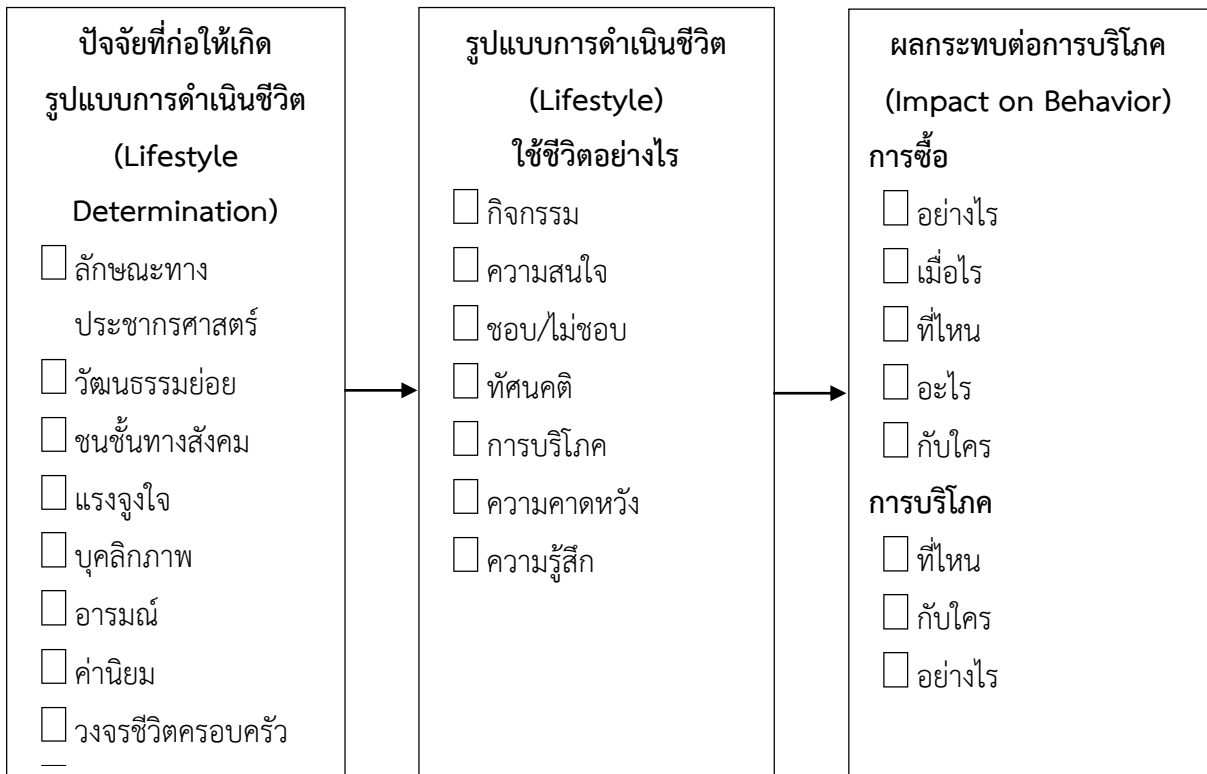 ปัจจัยที่ก่อให้เกิด
รูปแบบการดำเนินชีวิต
(Lifestyle
Determination)
ลักษณะทาง
ประชากรศาสตร์
วัฒนธรรมย่อย
ชนชั้นทางสังคม
แรงจูงใจ
บุคลิกภาพ
อารมณ์
ค่านิยม
วงจรชีวิตครอบครัว
รูปแบบการดำเนินชีวิต
(Lifestyle)
ใช้ชีวิตอย่างไร
กิจกรรม
ความสนใจ
ชอบ/ไม่ชอบ
ทัศนคติ
การบริโภค
ความคาดหวัง
ความรู้สึก
ผลกระทบต่อการบริโภค
(Impact on Behavior)
การซื้อ
อย่างไร
เมื่อไร
ที่ไหน
อะไร
กับใคร
การบริโภค
ที่ไหน
กับใคร
อย่างไร